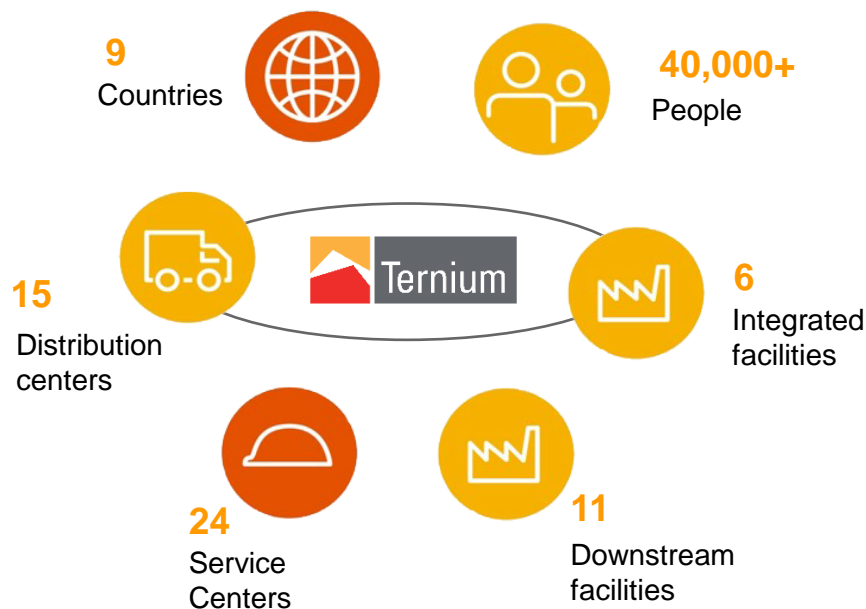 9
Countries
40,000+
People
Ternium
15
Distribution
centers
6
Integrated
facilities
24
Service
Centers
11
Downstream
facilities